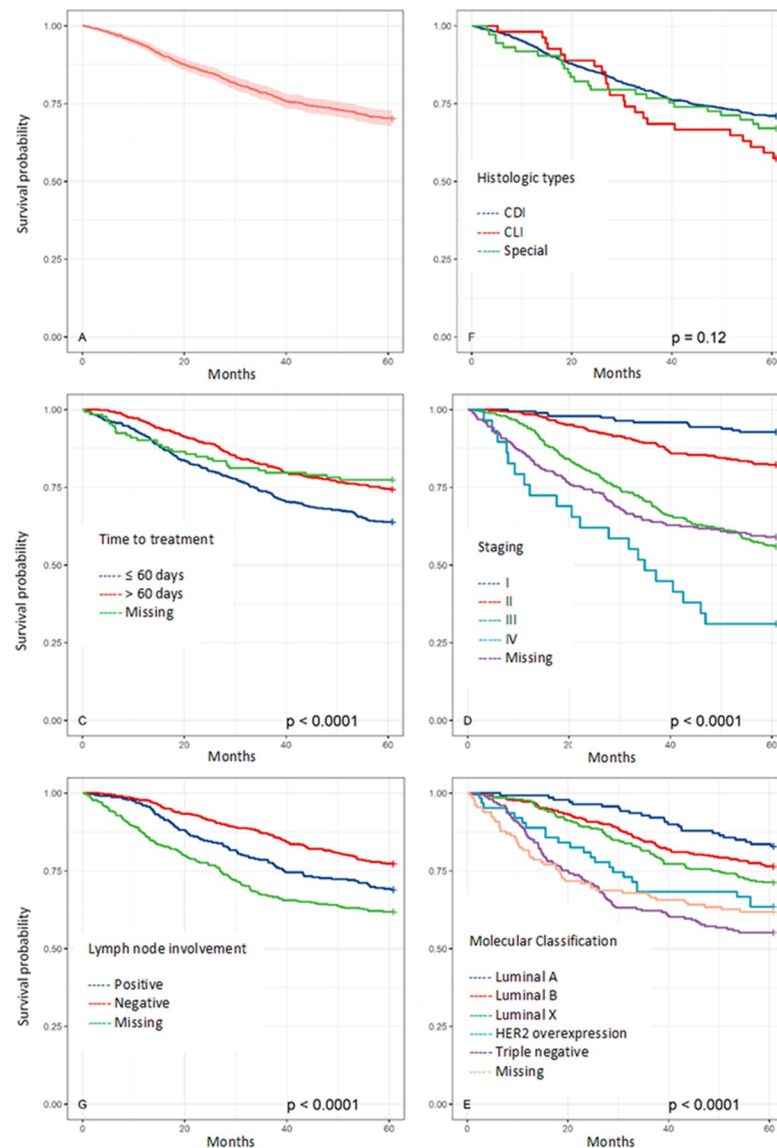 1.00
0.75
0.50
0.25
0.00
Survival probability
A
0
20
40
60
Months
1.00
0.75
0.50
0.25
0.00
Histologic types
CDI
CLI
Special
F
p = 0.12
0
20
40
60
Months
1.00
0.75
0.50
0.25
0.00
Survival probability
Time to treatment
≤ 60 days
> 60 days
Missing
C
p < 0.0001
0
20
40
60
Months
1.00
0.75
0.50
0.25
0.00
Staging
I
II
III
IV
Missing
D
p < 0.0001
0
20
40
60
Months
1.00
0.75
0.50
0.25
0.00
Survival probability
Lymph node involvement
Positive
Negative
Missing
G
p < 0.0001
0
20
40
60
Months
1.00
0.75
0.50
0.25
0.00
Molecular Classification
Luminal A
Luminal B
Luminal X
HER2 overexpression
Triple negative
Missing
E
p < 0.0001
0
20
40
60
Months